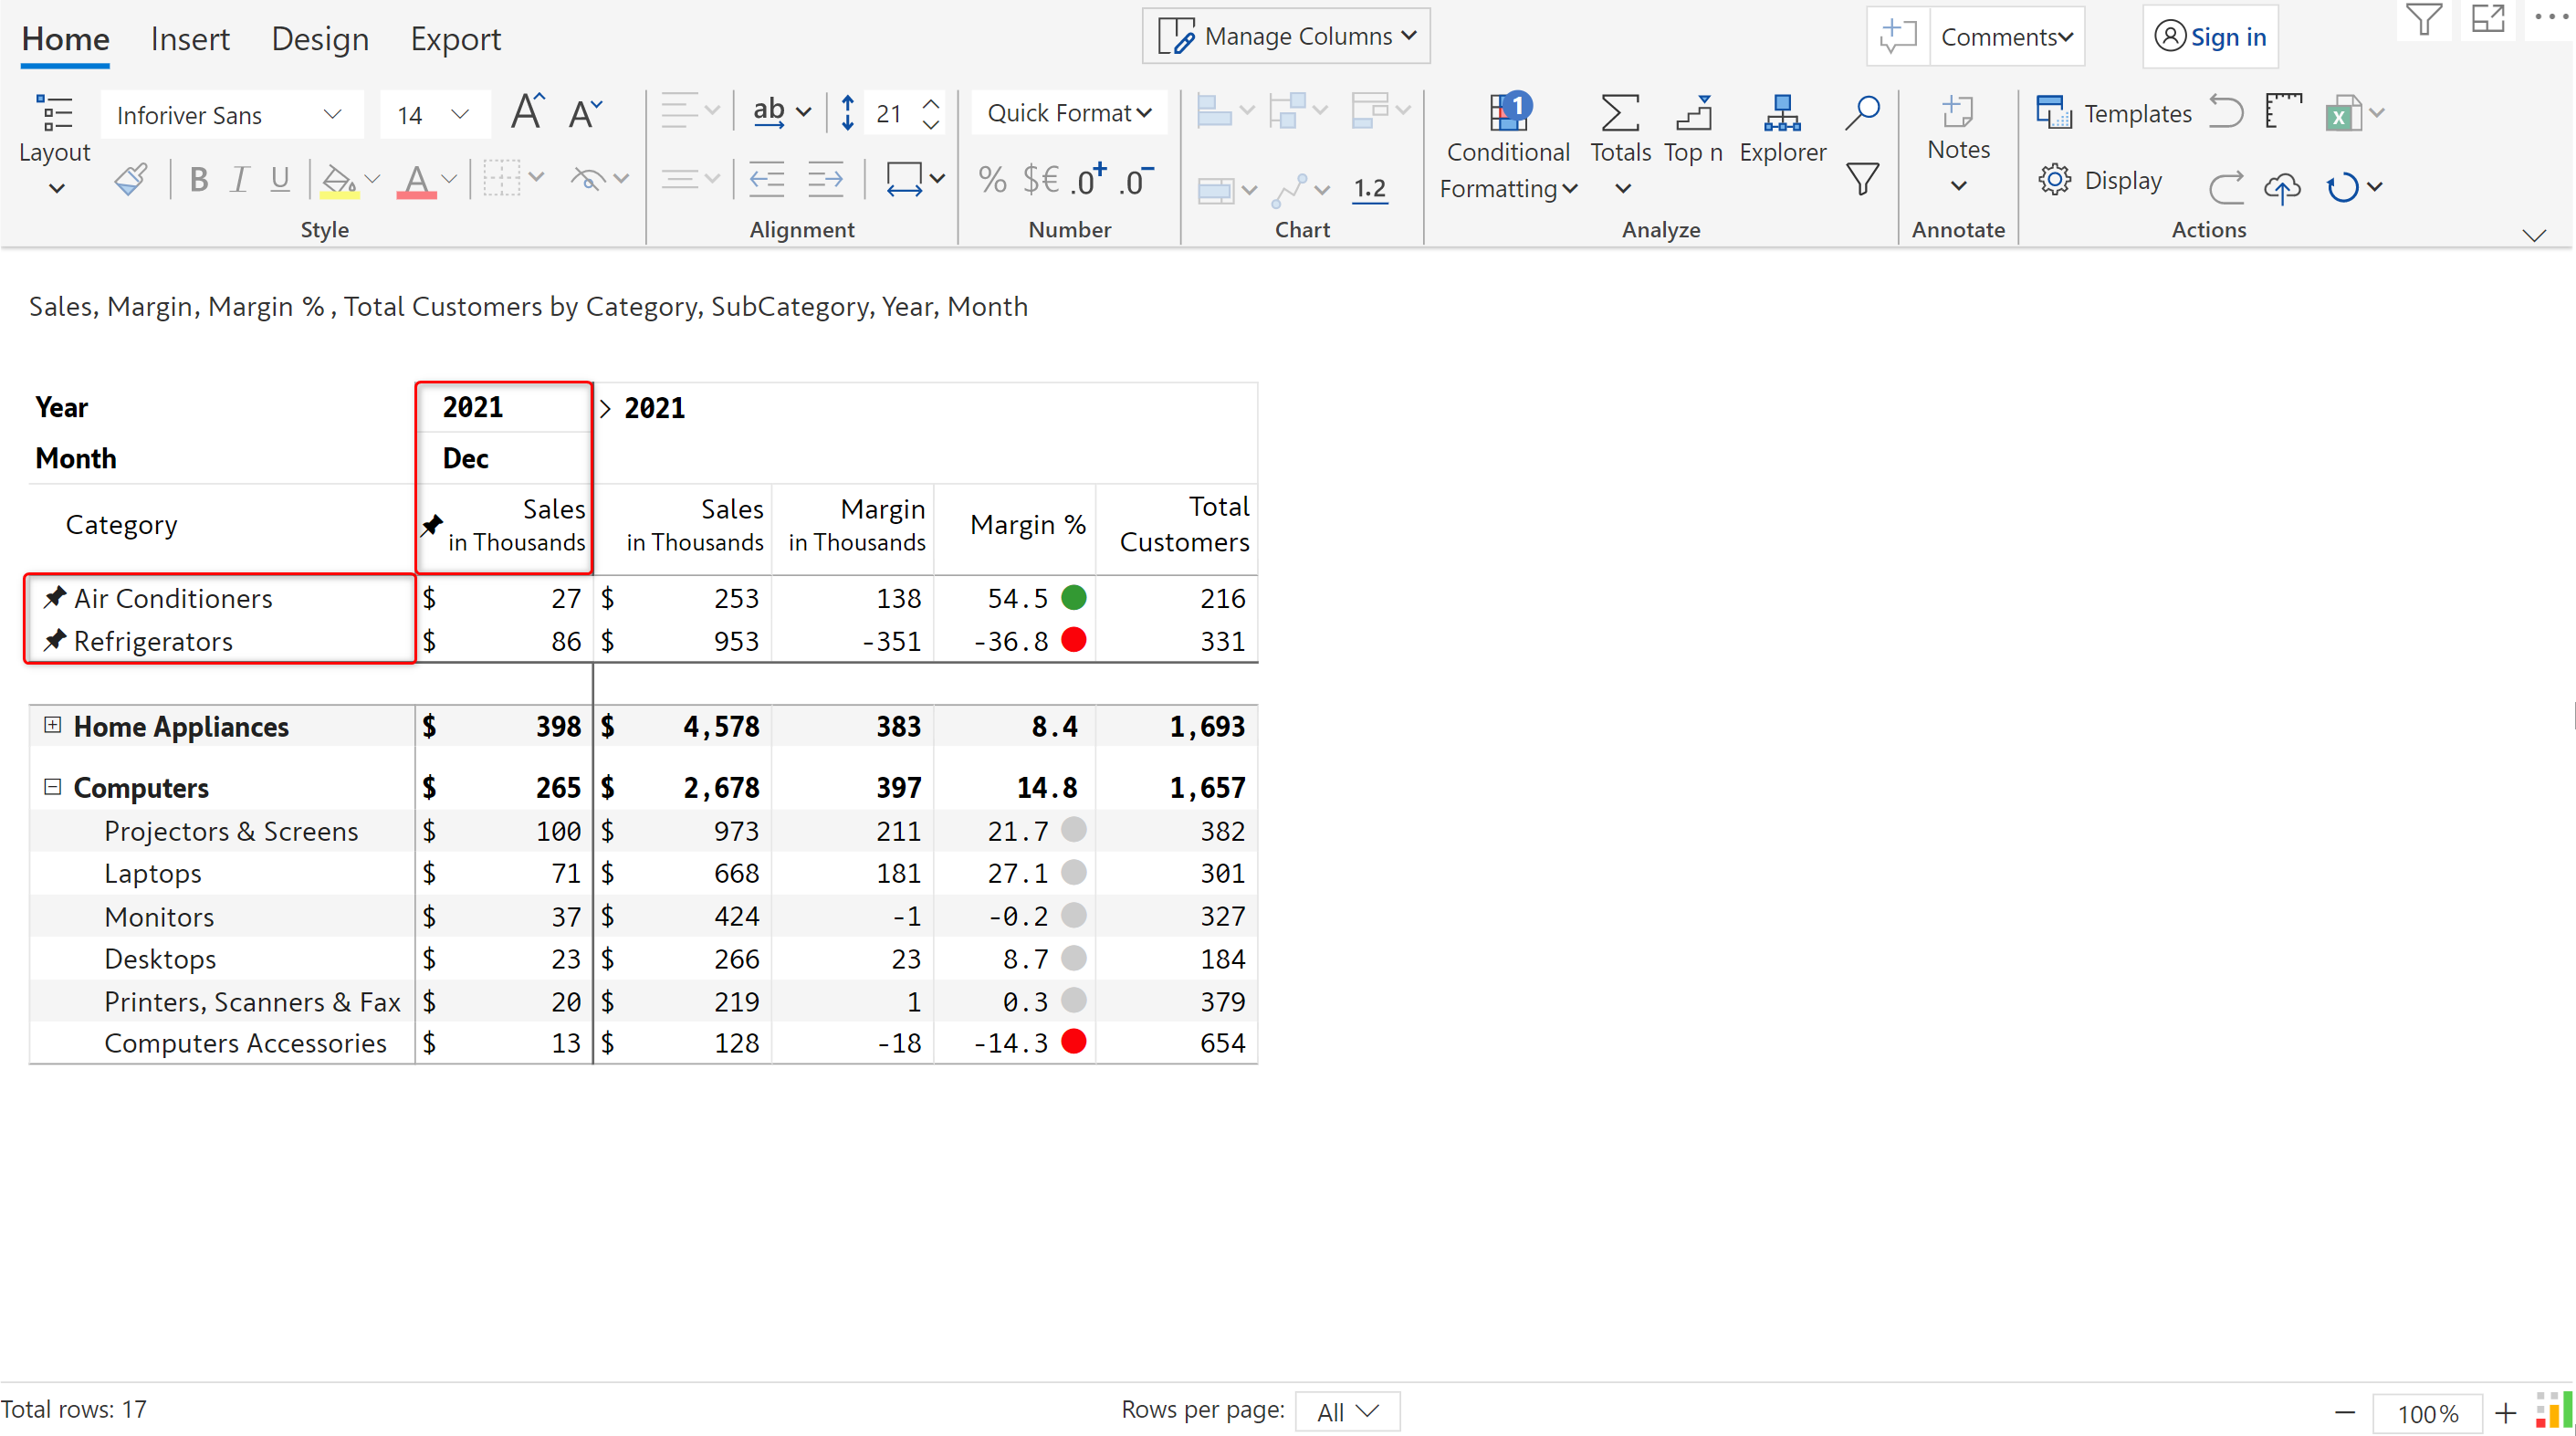 Home Insert Design Export Manage Columns Comments Sign in
Inforiver Sans 14 A A ab 21 Quick Format 1 Templates
Layout Conditional Formatting Totals Top n Explorer Notes
B I U A % $€ .0+ .0- 1.2 Display
Style Alignment Number Chart Analyze Annotate Actions
Sales, Margin, Margin % , Total Customers by Category, SubCategory, Year, Month
Year 2021 > 2021
Month Dec
Category Sales in Thousands Sales in Thousands Margin in Thousands Margin % Total Customers
Air Conditioners $ 27 $ 253 138 54.5 216
Refrigerators $ 86 $ 953 -351 -36.8 331
Home Appliances $ 398 $ 4,578 383 8.4 1,693
Computers $ 265 $ 2,678 397 14.8 1,657
Projectors & Screens $ 100 $ 973 211 21.7 382
Laptops $ 71 $ 668 181 27.1 301
Monitors $ 37 $ 424 -1 -0.2 327
Desktops $ 23 $ 266 23 8.7 184
Printers, Scanners & Fax $ 20 $ 219 1 0.3 379
Computers Accessories $ 13 $ 128 -18 -14.3 654
Total rows: 17 Rows per page: All 100%